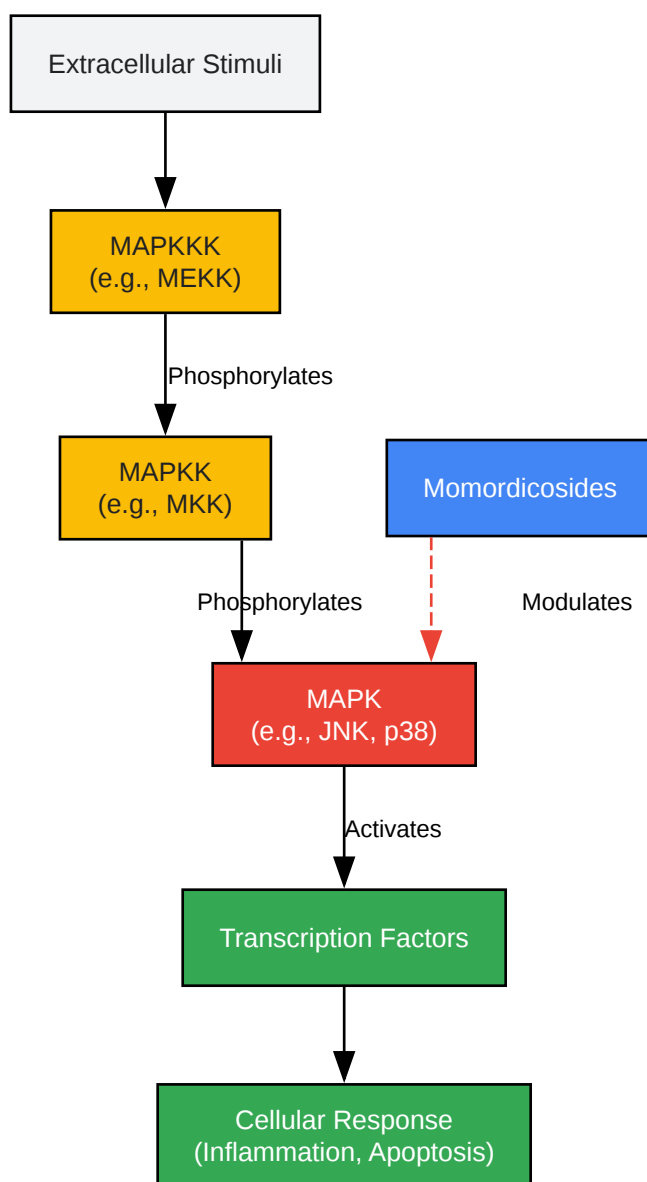 Extracellular Stimuli
MAPKKK
(e.g., MEKK)
Phosphorylates
MAPKK
(e.g., MKK)
Momordicosides
Phosphorylates
Modulates
MAPK
(e.g., JNK, p38)
Activates
Transcription Factors
Cellular Response
(Inflammation, Apoptosis)